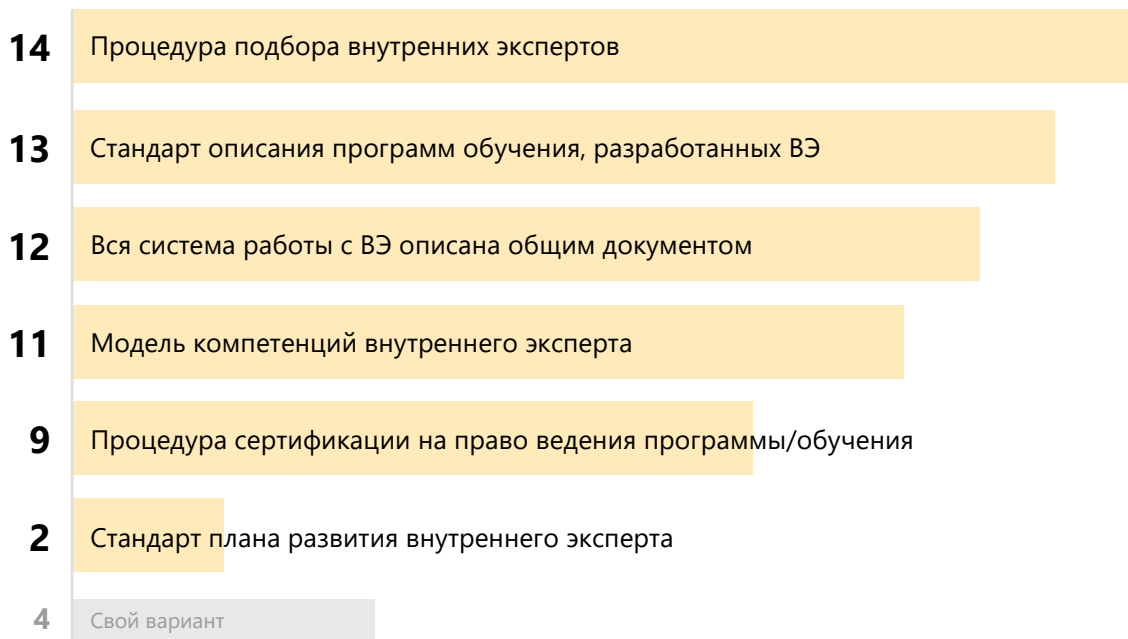 14 Процедура подбора внутренних экспертов
13 Стандарт описания программ обучения, разработанных ВЭ
12 Вся система работы с ВЭ описана общим документом
11 Модель компетенций внутреннего эксперта
9 Процедура сертификации на право ведения программы/обучения
2 Стандарт плана развития внутреннего эксперта
4 Свой вариант